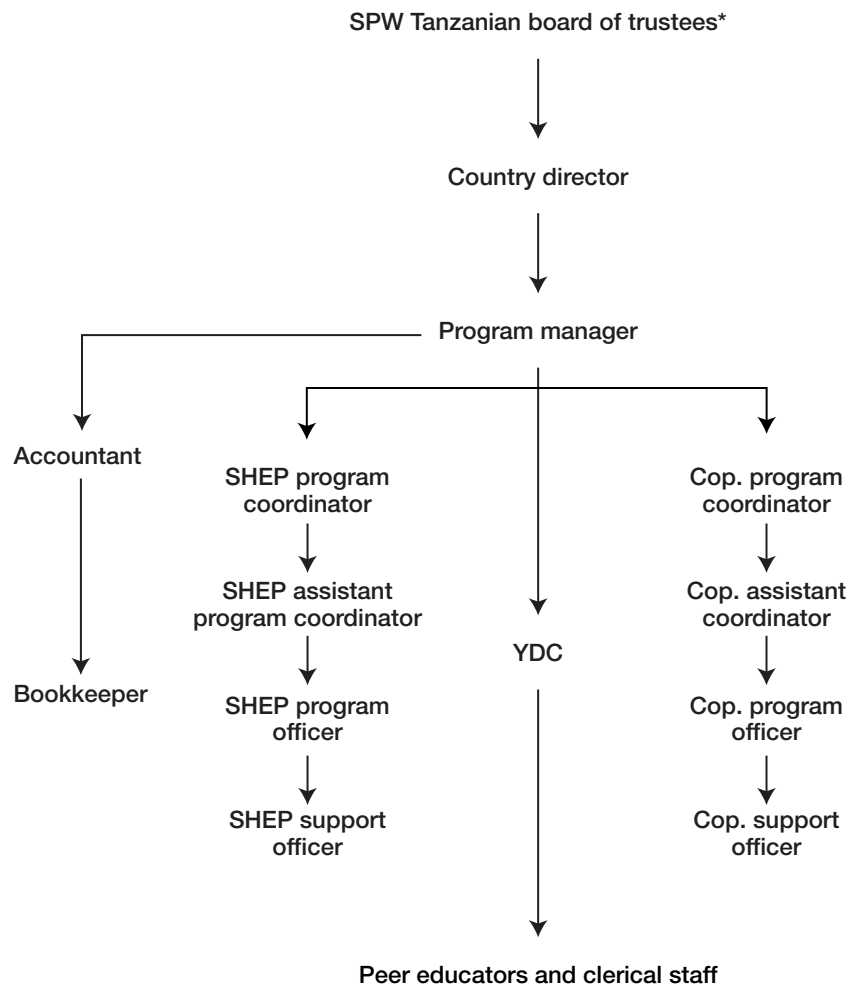 SPW Tanzanian board of trustees*
Country director
Program manager
Accountant
Bookkeeper
SHEP program
coordinator
SHEP assistant
program coordinator
SHEP program
officer
SHEP support
officer
YDC
Peer educators and clerical staff
Cop. program
coordinator
Cop. assistant
coordinator
Cop. program
officer
Cop. support
officer